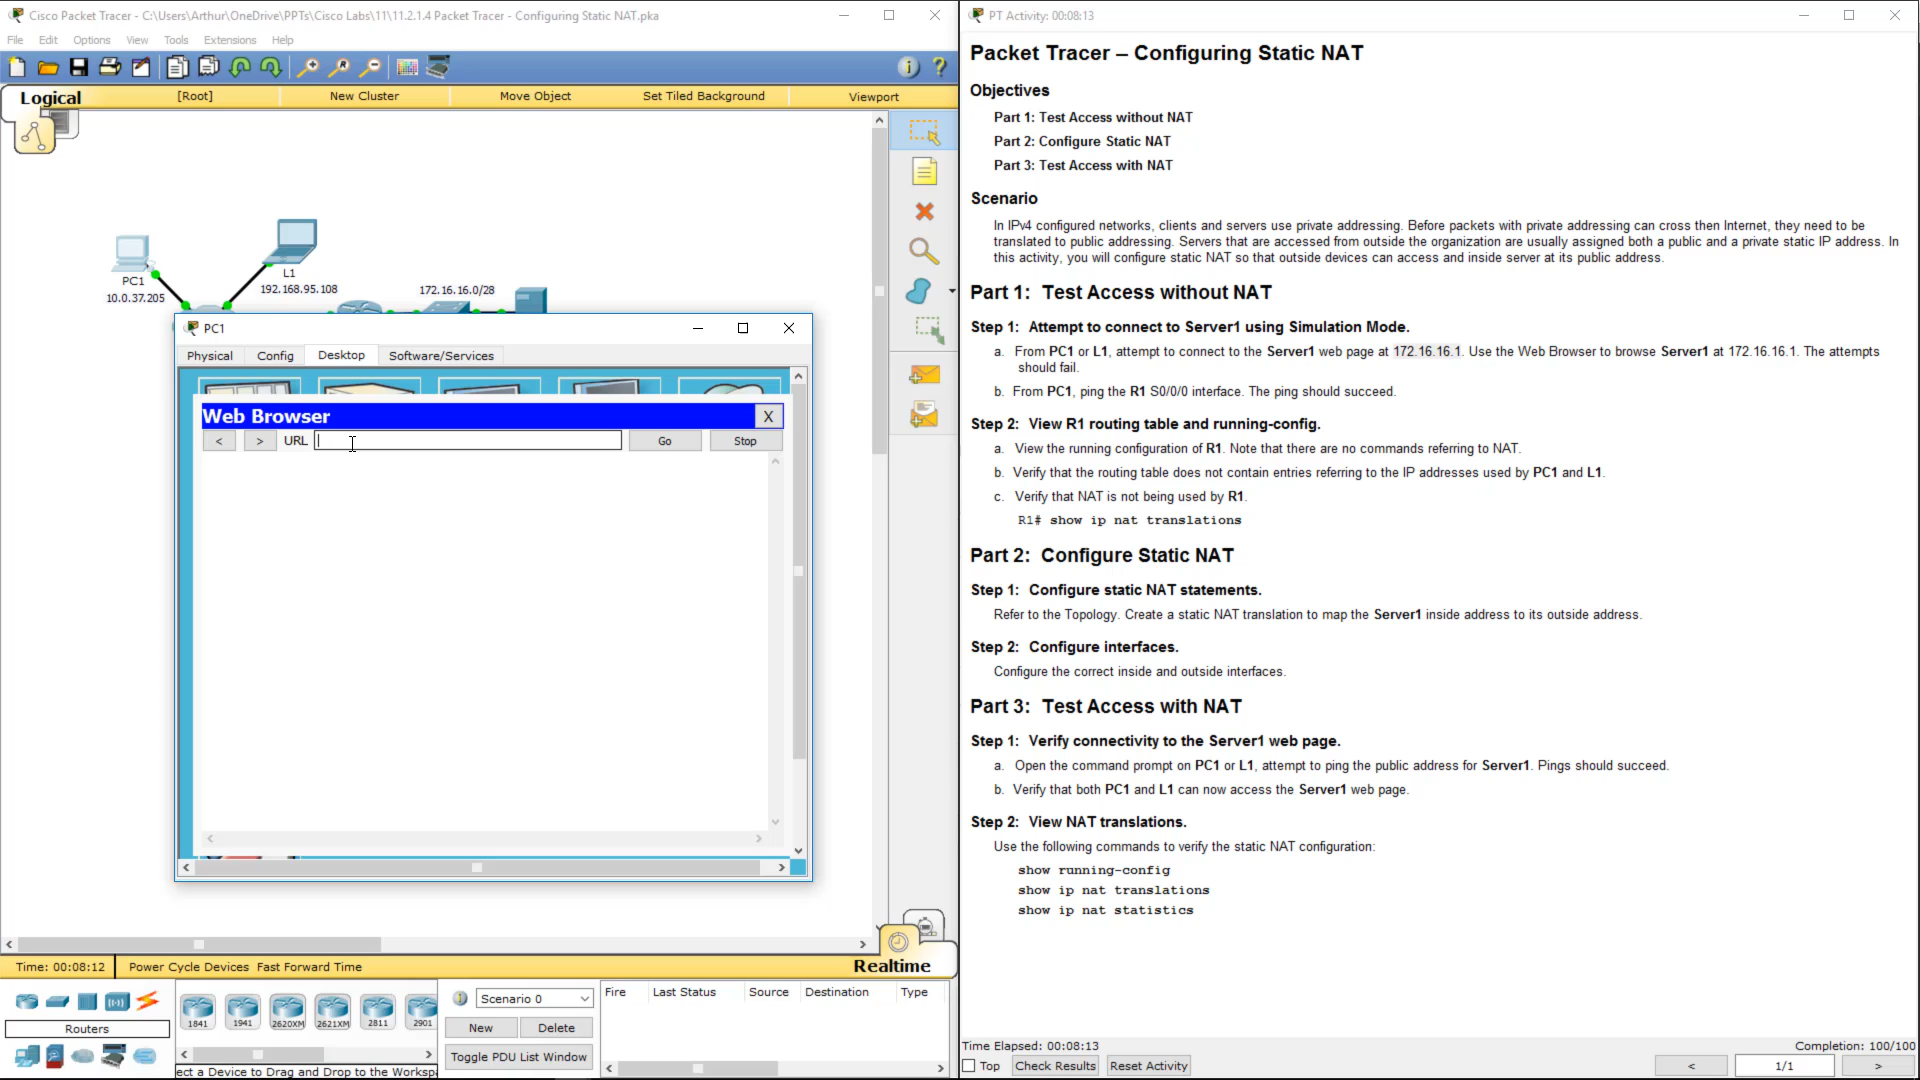 Cisco Packet Tracer - C:\Users\Arthur\OneDrive\PPTs\Cisco Labs\11\11.2.1.4 Packet Tracer - Configuring Static NAT.pka
File Edit Options View Tools Extensions Help
Logical [Root] New Cluster Move Object Set Tiled Background Viewport
PC1
10.0.37.205
L1
192.168.95.108
172.16.16.0/28
PC1
Physical Config Desktop Software/Services
Web Browser X
< > URL Go Stop
Time: 00:08:12 Power Cycle Devices Fast Forward Time Realtime
Routers
1841 1941 2620XM 2621XM 2811 2901
ect a Device to Drag and Drop to the Workspa
Scenario 0
New Delete
Toggle PDU List Window
Fire Last Status Source Destination Type
PT Activity: 00:08:13
Packet Tracer – Configuring Static NAT
Objectives
Part 1: Test Access without NAT
Part 2: Configure Static NAT
Part 3: Test Access with NAT
Scenario
In IPv4 configured networks, clients and servers use private addressing. Before packets with private addressing can cross then Internet, they need to be
translated to public addressing. Servers that are accessed from outside the organization are usually assigned both a public and a private static IP address. In
this activity, you will configure static NAT so that outside devices can access and inside server at its public address.
Part 1: Test Access without NAT
Step 1: Attempt to connect to Server1 using Simulation Mode.
a. From PC1 or L1, attempt to connect to the Server1 web page at 172.16.16.1. Use the Web Browser to browse Server1 at 172.16.16.1. The attempts
should fail.
b. From PC1, ping the R1 S0/0/0 interface. The ping should succeed.
Step 2: View R1 routing table and running-config.
a. View the running configuration of R1. Note that there are no commands referring to NAT.
b. Verify that the routing table does not contain entries referring to the IP addresses used by PC1 and L1.
c. Verify that NAT is not being used by R1.
R1# show ip nat translations
Part 2: Configure Static NAT
Step 1: Configure static NAT statements.
Refer to the Topology. Create a static NAT translation to map the Server1 inside address to its outside address.
Step 2: Configure interfaces.
Configure the correct inside and outside interfaces.
Part 3: Test Access with NAT
Step 1: Verify connectivity to the Server1 web page.
a. Open the command prompt on PC1 or L1, attempt to ping the public address for Server1. Pings should succeed.
b. Verify that both PC1 and L1 can now access the Server1 web page.
Step 2: View NAT translations.
Use the following commands to verify the static NAT configuration:
show running-config
show ip nat translations
show ip nat statistics
Time Elapsed: 00:08:13 Completion: 100/100
Top Check Results Reset Activity < 1/1 >